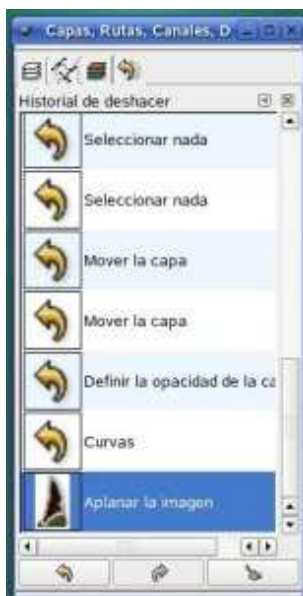 Capas, Rutas, Canales, D
Historial de deshacer
Seleccionar nada
Seleccionar nada
Mover la capa
Mover la capa
Definir la opacidad de la ca
Curvas
Aplanar la imagen